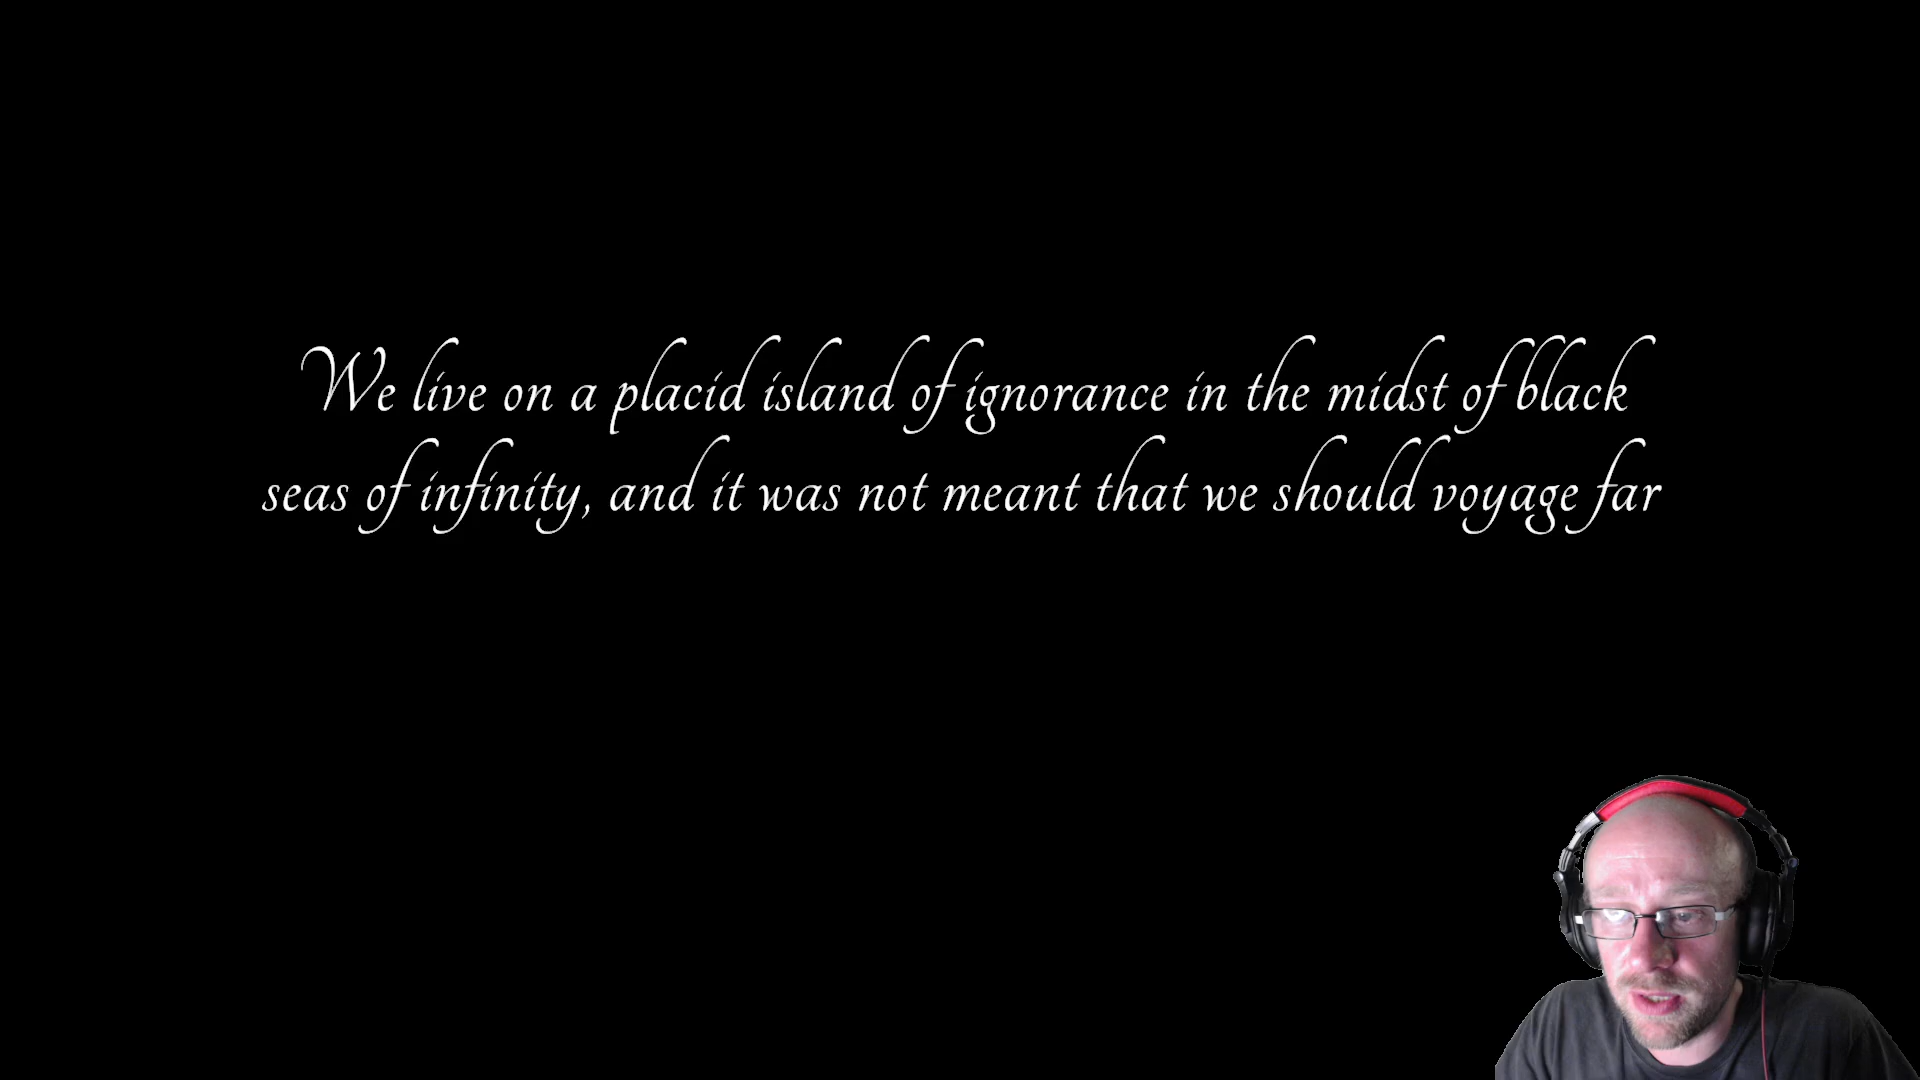 We live on a placid island of ignorance in the midst of black
seas of infinity, and it was not meant that we should voyage far